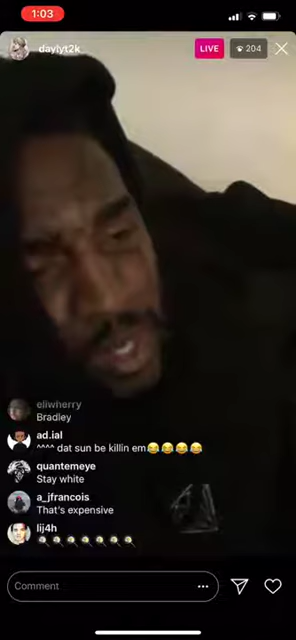 1:03
daylyt2k
LIVE
204
eliwherry
Bradley
ad.ial
^^^^ dat sun be killin em😂😂😂😂
quantemeye
Stay white
a_jfrancois
That's expensive
lij4h
Comment